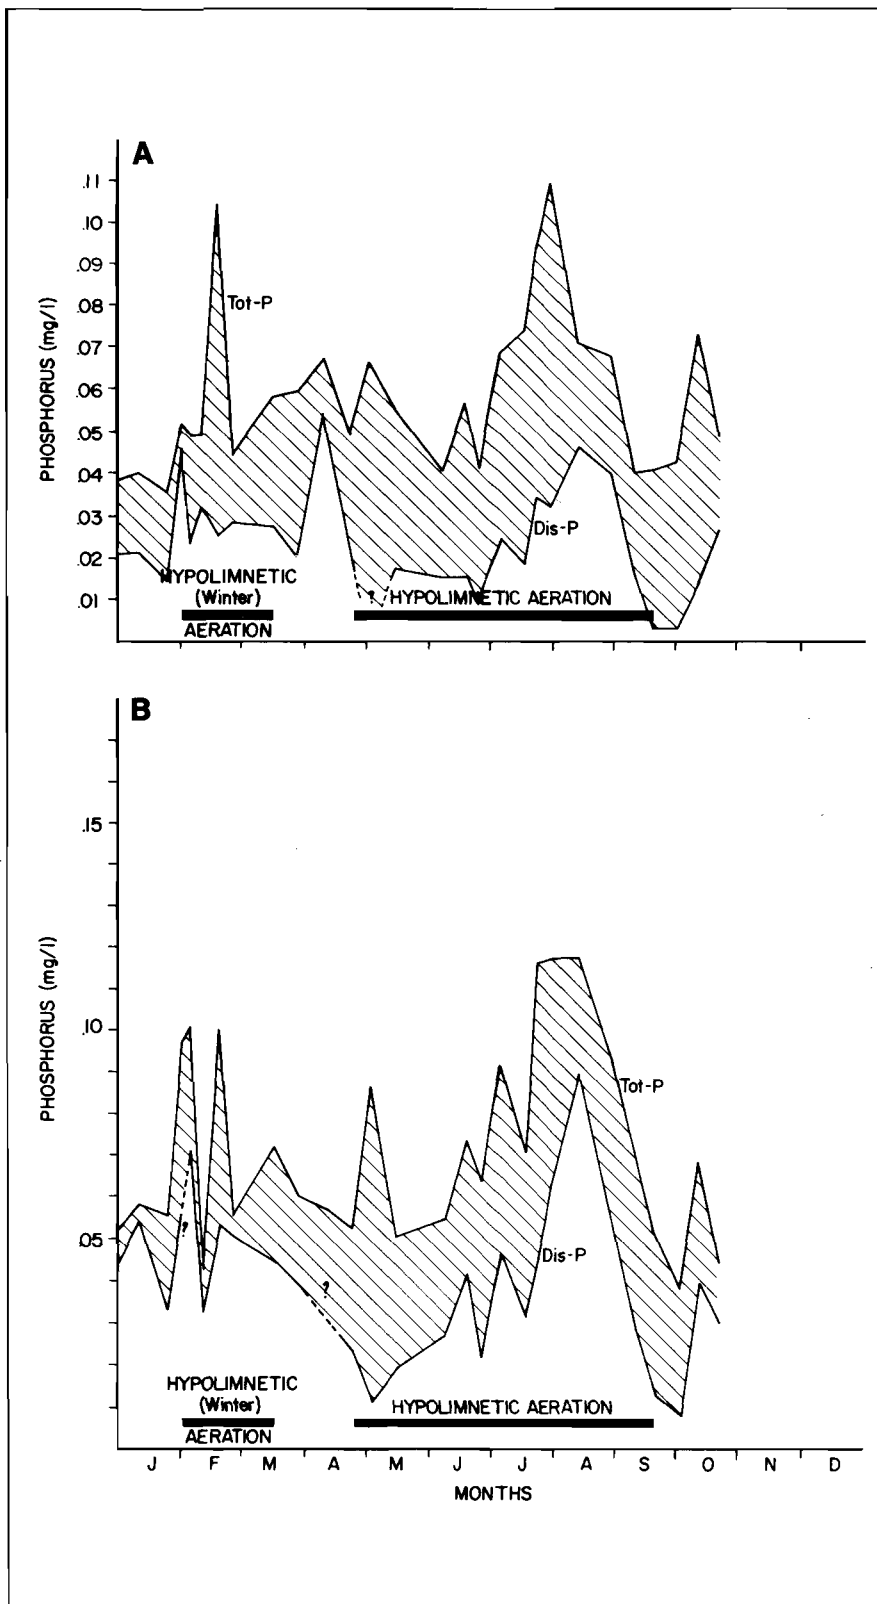 A
.11
.10
.09
.08
.07
.06
.05
.04
.03
.02
.01
PHOSPHORUS (mg/l)
Tot-P
Dis-P
HYPOLIMNETIC
(Winter)
AERATION
?
HYPOLIMNETIC AERATION
B
.15
.10
.05
PHOSPHORUS (mg/l)
Tot-P
Dis-P
?
?
HYPOLIMNETIC
(Winter)
AERATION
HYPOLIMNETIC AERATION
J F M A M J J A S O N D
MONTHS